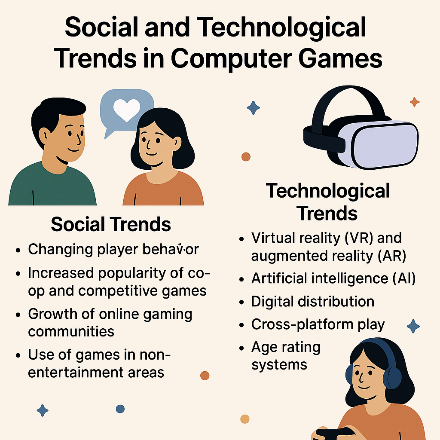 Social and Technological
Trends in Computer Games
Social Trends
• Changing player behav́or
• Increased popularity of co-
op and competitive games
• Growth of online gaming
communities
• Use of games in non-
entertainment areas
Technological
Trends
• Virtual reality (VR) and
augmented reality (AR)
• Artificial intelligence (AI)
• Digital distribution
• Cross-platform play
• Age rating
systems